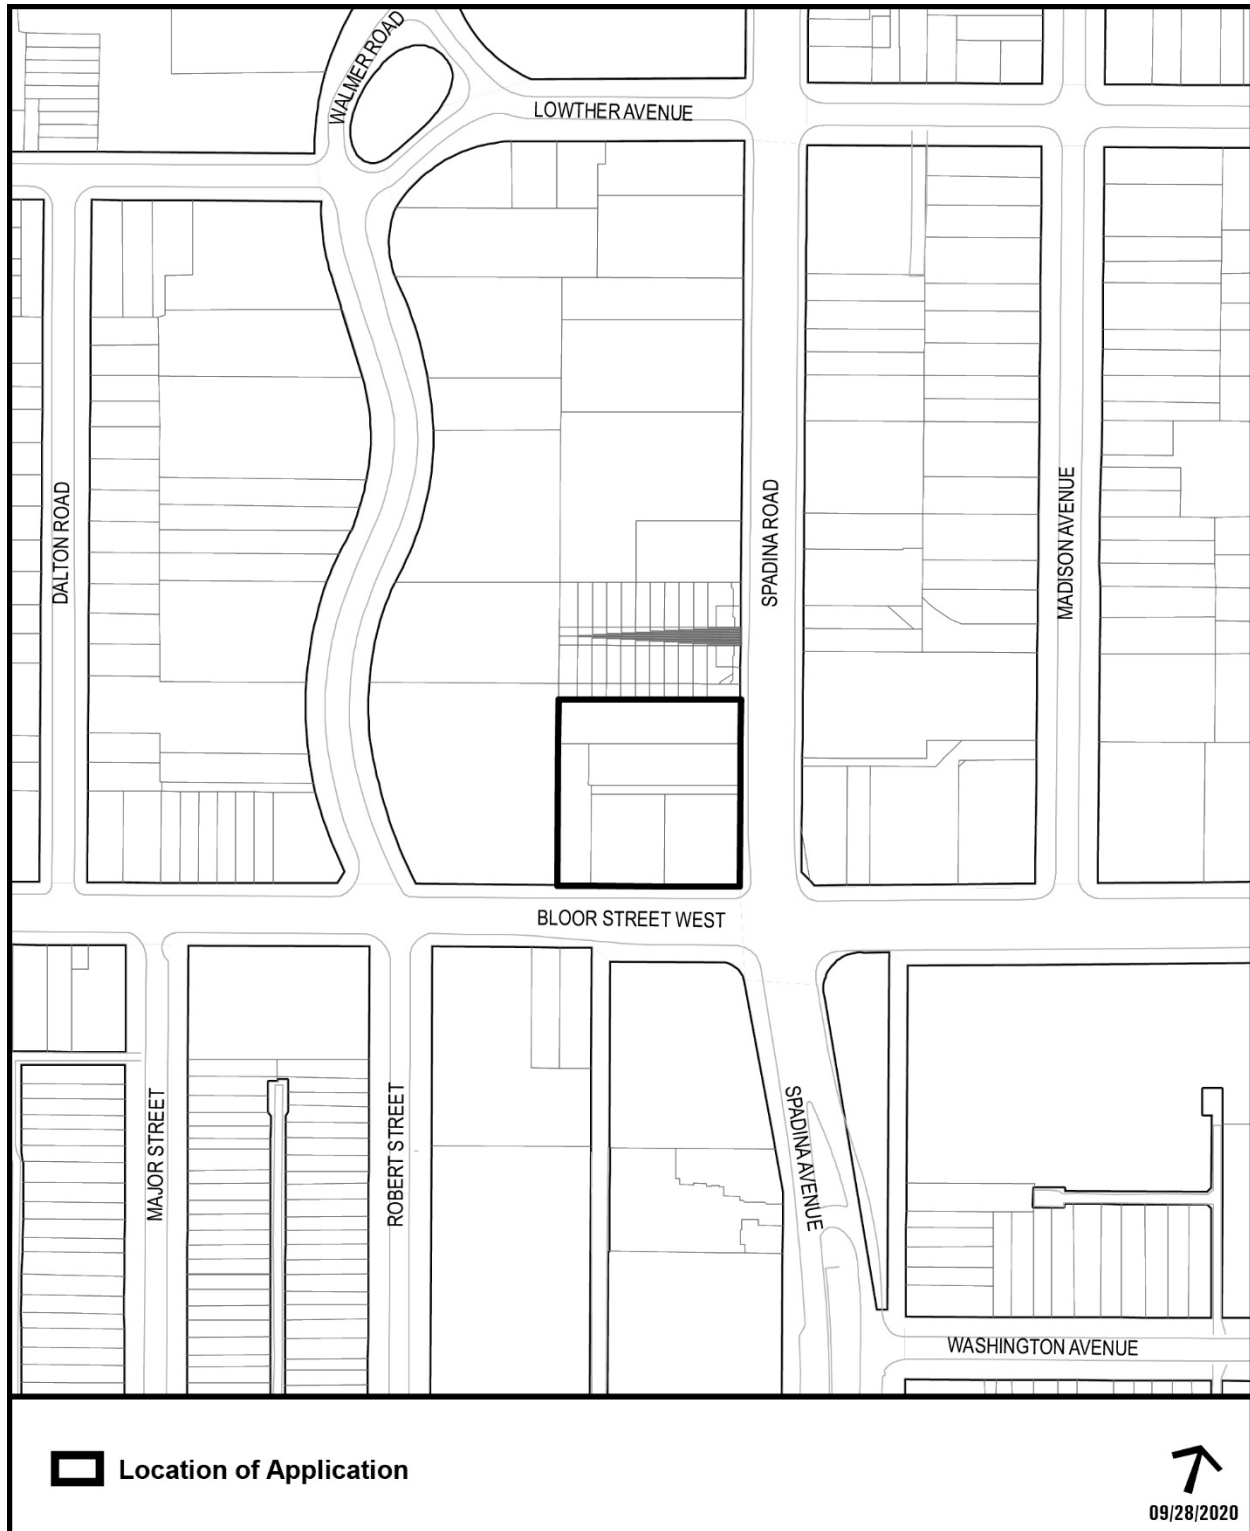 WALMER ROAD
LOWTHER AVENUE
DALTON ROAD
SPADINA ROAD
MADISON AVENUE
BLOOR STREET WEST
MAJOR STREET
ROBERT STREET
SPADINA AVENUE
WASHINGTON AVENUE
Location of Application
09/28/2020